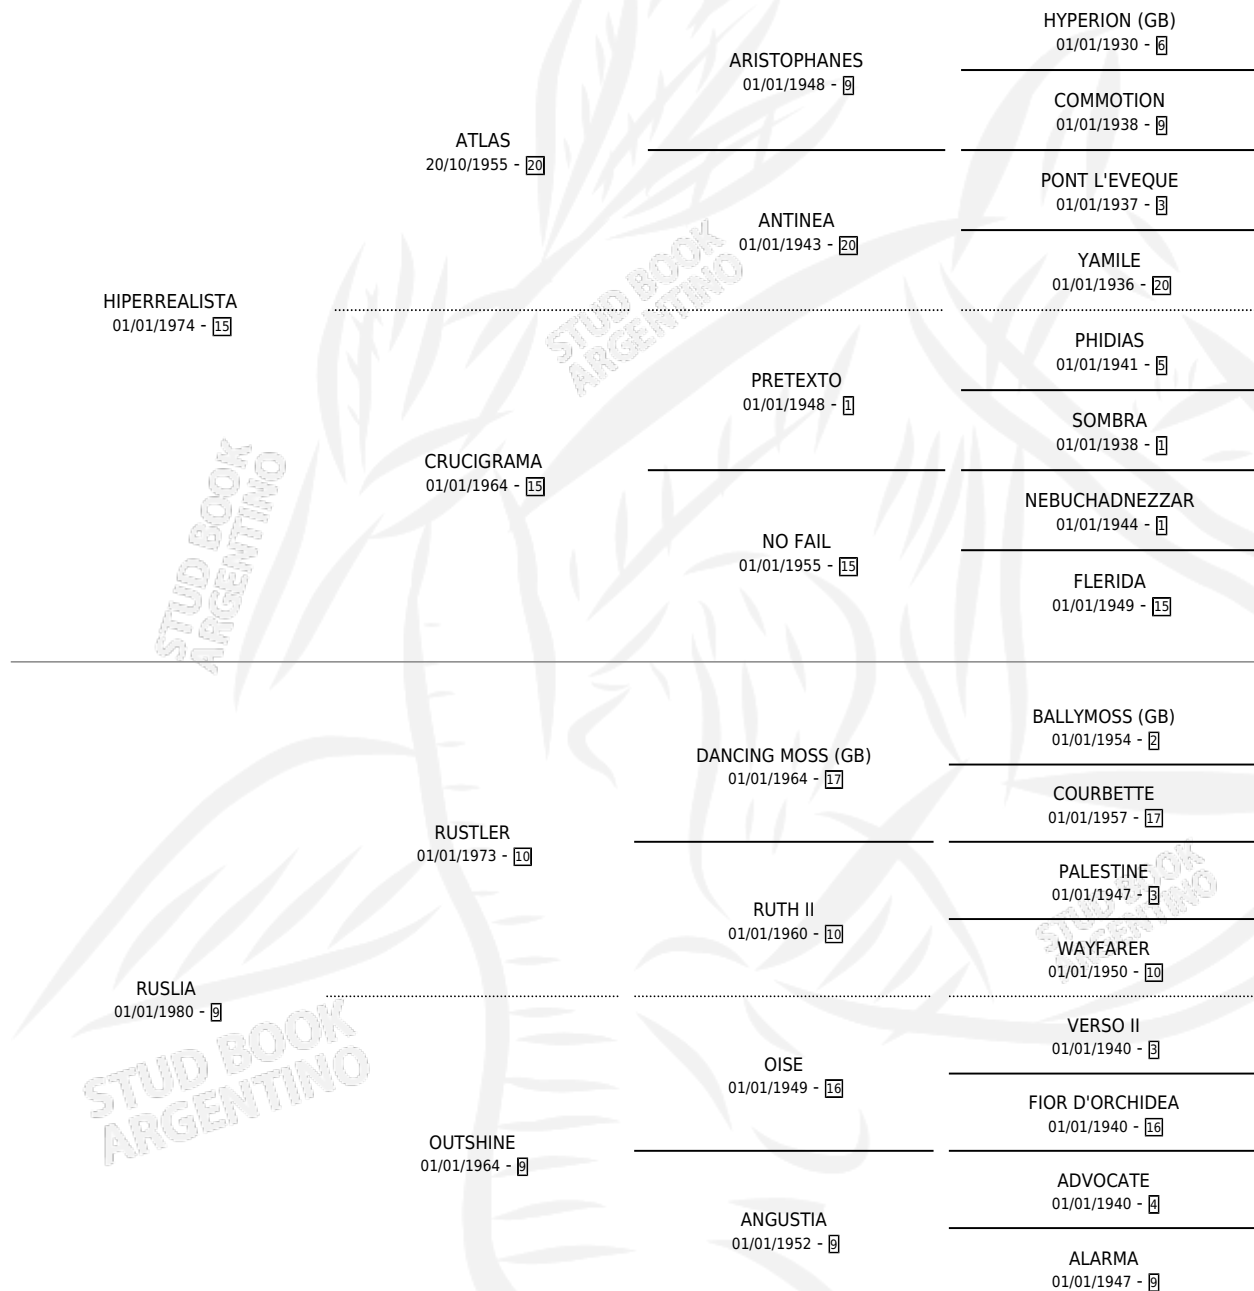 HYPERION (GB)
01/01/1930 - 6
ARISTOPHANES
01/01/1948 - 9
COMMOTION
01/01/1938 - 9
ATLAS
20/10/1955 - 20
PONT L'EVEQUE
01/01/1937 - 3
ANTINEA
01/01/1943 - 20
YAMILE
01/01/1936 - 20
HIPERREALISTA
01/01/1974 - 15
PHIDIAS
01/01/1941 - 5
PRETEXTO
01/01/1948 - 1
SOMBRA
01/01/1938 - 1
CRUCIGRAMA
01/01/1964 - 15
NEBUCHADNEZZAR
01/01/1944 - 1
NO FAIL
01/01/1955 - 15
FLERIDA
01/01/1949 - 15
BALLYMOSS (GB)
01/01/1954 - 2
DANCING MOSS (GB)
01/01/1964 - 17
COURBETTE
01/01/1957 - 17
RUSTLER
01/01/1973 - 10
PALESTINE
01/01/1947 - 3
RUTH II
01/01/1960 - 10
WAYFARER
01/01/1950 - 10
RUSLIA
01/01/1980 - 9
VERSO II
01/01/1940 - 3
OISE
01/01/1949 - 16
FIOR D'ORCHIDEA
01/01/1940 - 16
OUTSHINE
01/01/1964 - 9
ADVOCATE
01/01/1940 - 4
ANGUSTIA
01/01/1952 - 9
ALARMA
01/01/1947 - 9
STUD BOOK
ARGENTINO
STUD BOOK
ARGENTINO
STUD BOOK
ARGENTINO
STUD BOOK
ARGENTINO